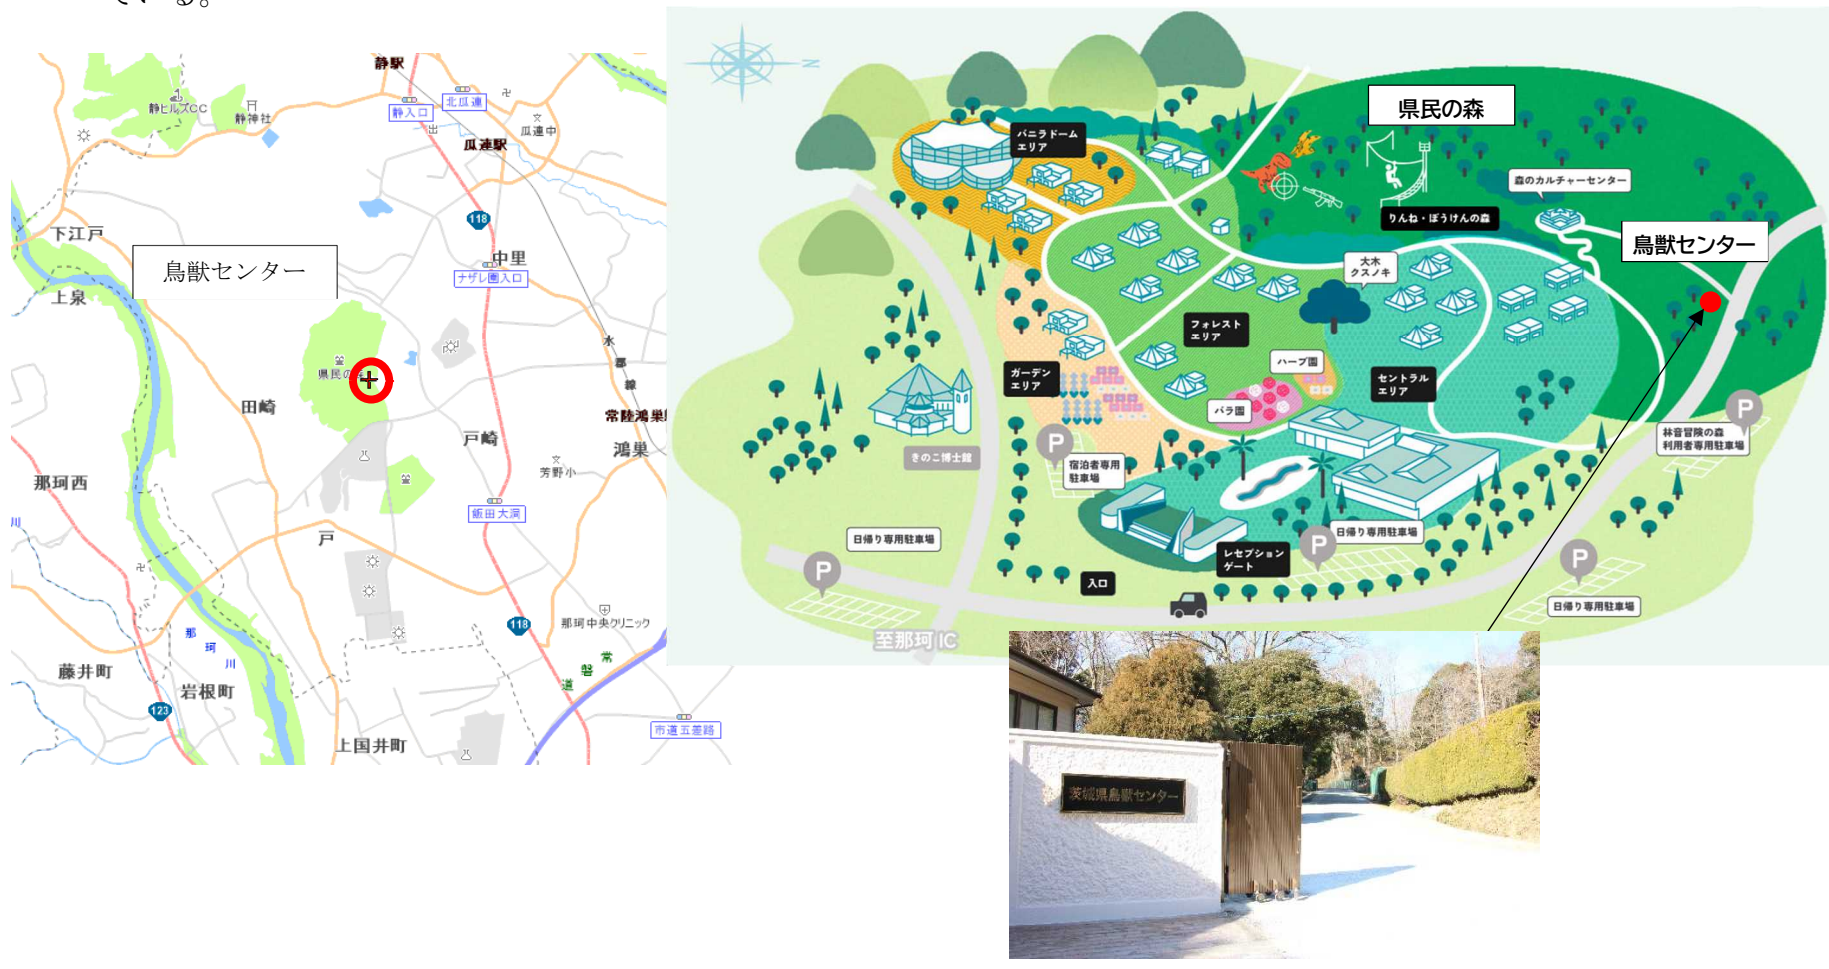 ている。
静駅
静ヒルズCC
静神社
静入口
北瓜連
瓜連中
瓜連駅
118
下江戸
中里
ナザレ園入口
鳥獣センター
上泉
県民の
水
郡
線
常陸鴻巣
田崎
戸崎
鴻巣
芳野小
那珂西
川
飯田大洞
戸
118
那珂中央クリニック
那
珂
川
常
磐
道
藤井町
岩根町
123
上国井町
市道五差路
N
県民の森
バニラドーム
エリア
森のカルチャーセンター
りんね・ぼうけんの森
鳥獣センター
大木
クスノキ
フォレスト
エリア
ハーブ園
ガーデン
エリア
セントラル
エリア
バラ園
P
林音冒険の森
利用者専用駐車場
きのこ博士館
P
宿泊者専用
駐車場
日帰り専用駐車場
P
日帰り専用駐車場
P
レセプション
ゲート
P
入口
日帰り専用駐車場
至那珂IC
茨城県鳥獣センター